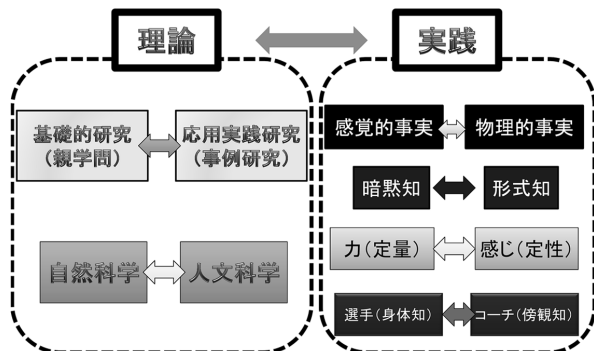 理論
実践
基礎的研究
(親学問)
応用実践研究
(事例研究)
自然科学
人文科学
感覚的事実
物理的事実
暗黙知
形式知
力(定量)
感じ(定性)
選手(身体知)
コーチ(傍観知)